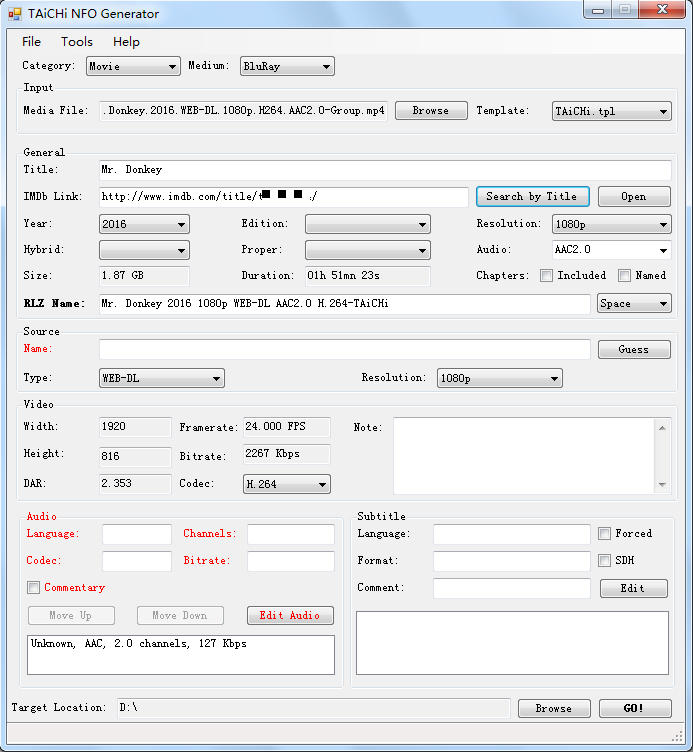 TAiCHi NFO Generator
File Tools Help
Category: Movie Medium: BluRay
Input
Media File: .Donkey.2016.WEB-DL.1080p.H264.AAC2.0-Group.mp4 Browse Template: TAiCHi.tpl
General
Title: Mr. Donkey
IMDb Link: http://www.imdb.com/title/t /
Search by Title Open
Year: 2016 Edition: Resolution: 1080p
Hybrid: Proper: Audio: AAC2.0
Size: 1.87 GB Duration: 01h 51mn 23s Chapters: Included Named
RLZ Name: Mr. Donkey 2016 1080p WEB-DL AAC2.0 H.264-TAiCHi Space
Source
Name: Guess
Type: WEB-DL Resolution: 1080p
Video
Width: 1920 Framerate: 24.000 FPS Note:
Height: 816 Bitrate: 2267 Kbps
DAR: 2.353 Codec: H.264
Audio Subtitle
Language: Channels: Language: Forced
Codec: Bitrate: Format: SDH
Commentary Comment: Edit
Move Up Move Down Edit Audio
Unknown, AAC, 2.0 channels, 127 Kbps
Target Location: D:\ Browse GO!